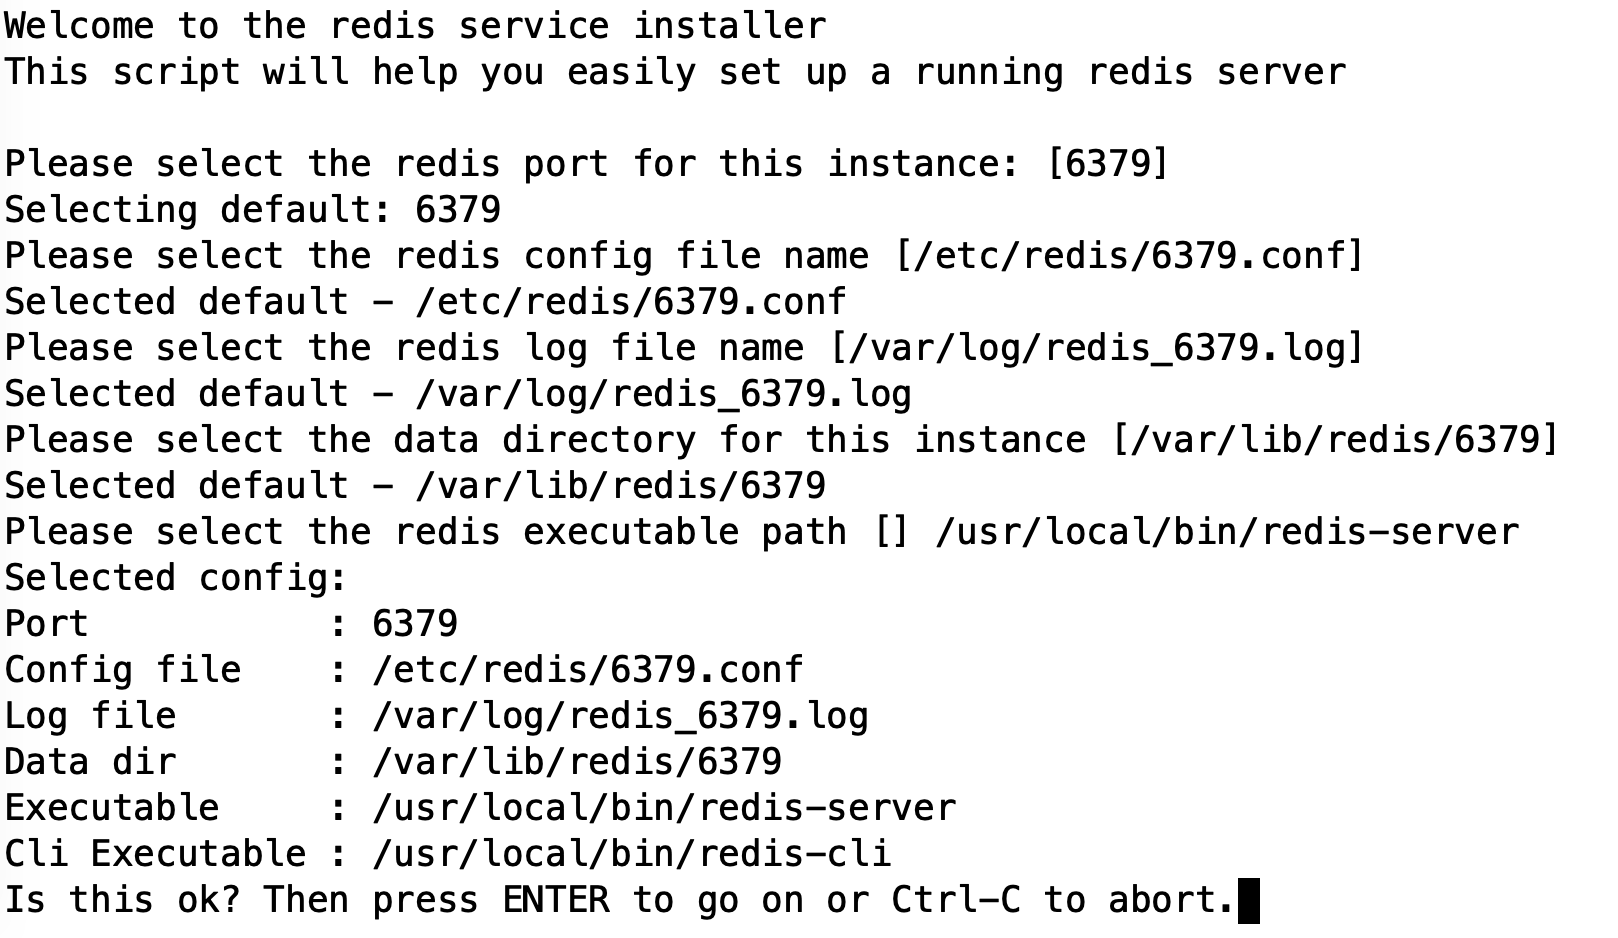 Welcome to the redis service installer
This script will help you easily set up a running redis server

Please select the redis port for this instance: [6379]
Selecting default: 6379
Please select the redis config file name [/etc/redis/6379.conf]
Selected default - /etc/redis/6379.conf
Please select the redis log file name [/var/log/redis_6379.log]
Selected default - /var/log/redis_6379.log
Please select the data directory for this instance [/var/lib/redis/6379]
Selected default - /var/lib/redis/6379
Please select the redis executable path [] /usr/local/bin/redis-server
Selected config:
Port           : 6379
Config file    : /etc/redis/6379.conf
Log file       : /var/log/redis_6379.log
Data dir       : /var/lib/redis/6379
Executable     : /usr/local/bin/redis-server
Cli Executable : /usr/local/bin/redis-cli
Is this ok? Then press ENTER to go on or Ctrl-C to abort.